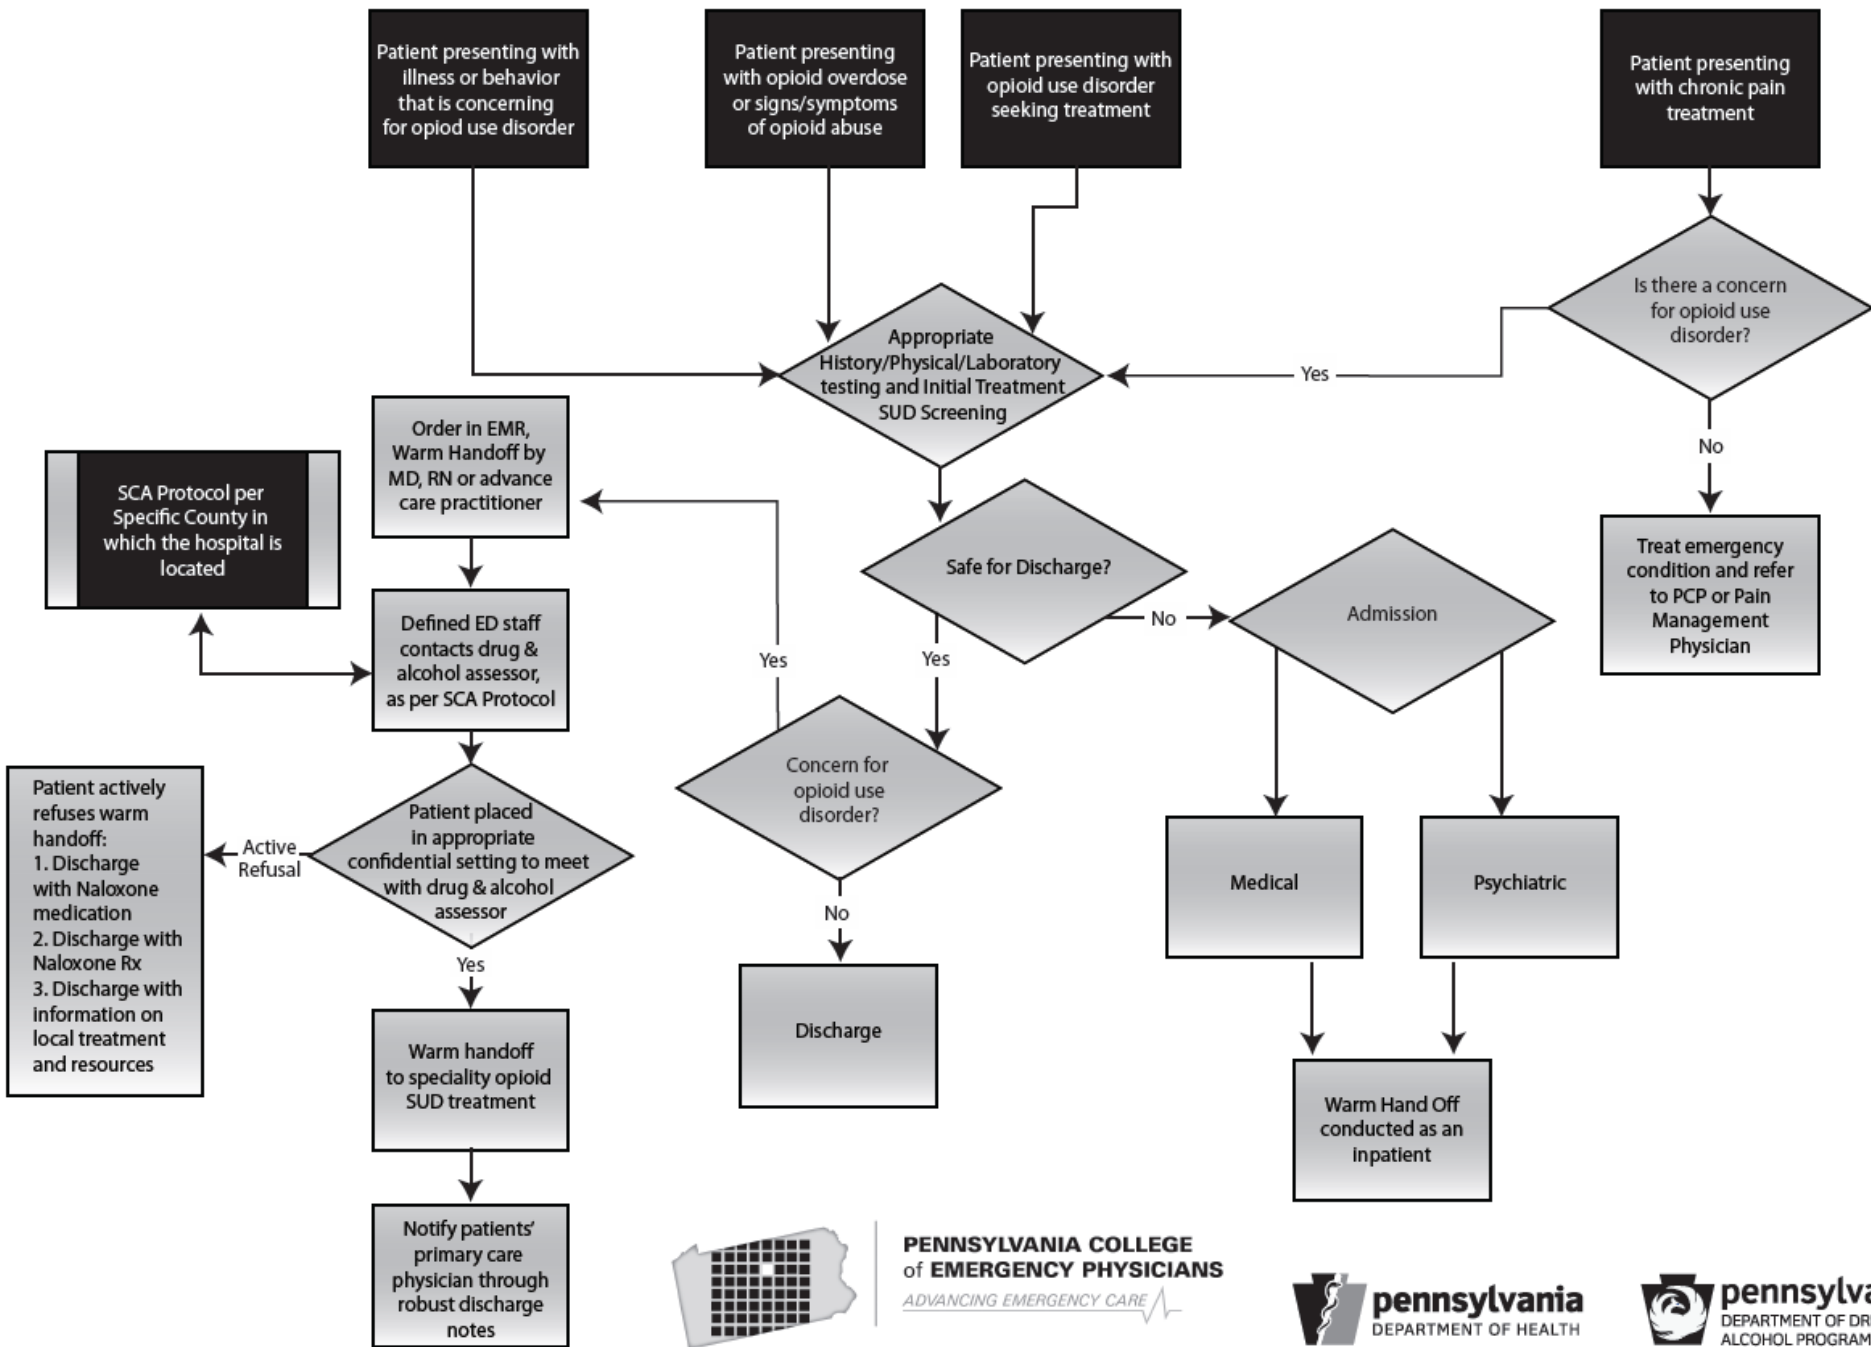 Patient presenting with
illness or behavior
that is concerning
for opiod use disorder
Patient presenting
with opioid overdose
or signs/symptoms
of opioid abuse
Patient presenting with
opioid use disorder
seeking treatment
Patient presenting
with chronic pain
treatment
Is there a concern
for opioid use
disorder?
Yes
No
Treat emergency
condition and refer
to PCP or Pain
Management
Physician
Appropriate
History/Physical/Laboratory
testing and Initial Treatment
SUD Screening
Safe for Discharge?
No
Yes
Admission
Medical
Psychiatric
Warm Hand Off
conducted as an
inpatient
Concern for
opioid use
disorder?
Yes
No
Discharge
Order in EMR,
Warm Handoff by
MD, RN or advance
care practitioner
SCA Protocol per
Specific County in
which the hospital is
located
Defined ED staff
contacts drug &
alcohol assessor,
as per SCA Protocol
Patient placed
in appropriate
confidential setting to meet
with drug & alcohol
assessor
Active
Refusal
Patient actively
refuses warm
handoff:
1. Discharge
with Naloxone
medication
2. Discharge with
Naloxone Rx
3. Discharge with
information on
local treatment
and resources
Yes
Warm handoff
to speciality opioid
SUD treatment
Notify patients'
primary care
physician through
robust discharge
notes
PENNSYLVANIA COLLEGE
of EMERGENCY PHYSICIANS
ADVANCING EMERGENCY CARE
pennsylvania
DEPARTMENT OF HEALTH
pennsylva
DEPARTMENT OF DR
ALCOHOL PROGRAM